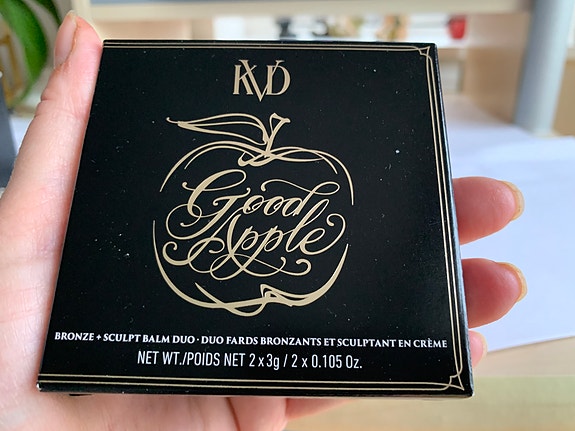 KVD
Good
Apple
BRONZE + SCULPT BALM DUO · DUO FARDS BRONZANTS ET SCULPTANT EN CRÈME
NET WT./POIDS NET 2 x 3g / 2 x 0.105 Oz.